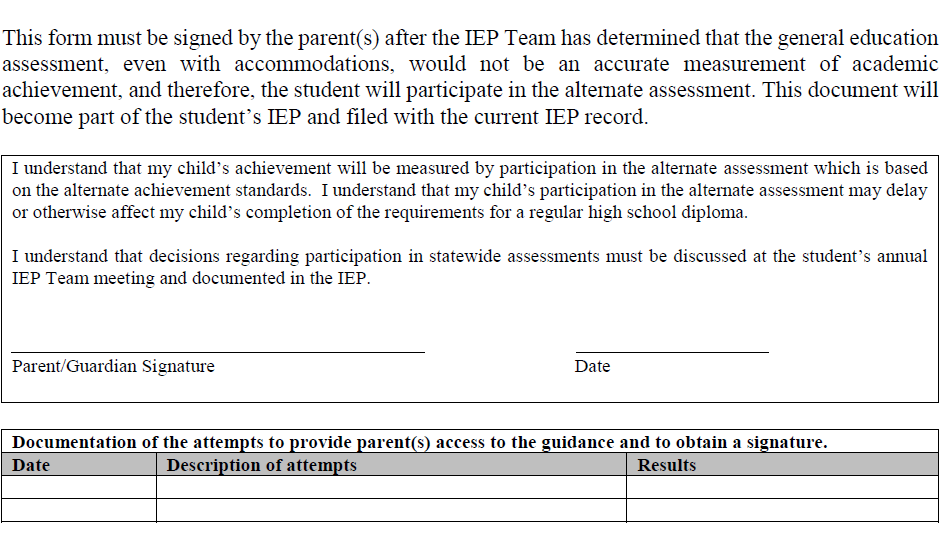 This form must be signed by the parent(s) after the IEP Team has determined that the general education
assessment, even with accommodations, would not be an accurate measurement of academic
achievement, and therefore, the student will participate in the alternate assessment. This document will
become part of the student’s IEP and filed with the current IEP record.
I understand that my child’s achievement will be measured by participation in the alternate assessment which is based
on the alternate achievement standards. I understand that my child’s participation in the alternate assessment may delay
or otherwise affect my child’s completion of the requirements for a regular high school diploma.
I understand that decisions regarding participation in statewide assessments must be discussed at the student’s annual
IEP Team meeting and documented in the IEP.
Parent/Guardian Signature Date
Documentation of the attempts to provide parent(s) access to the guidance and to obtain a signature.
Date Description of attempts Results